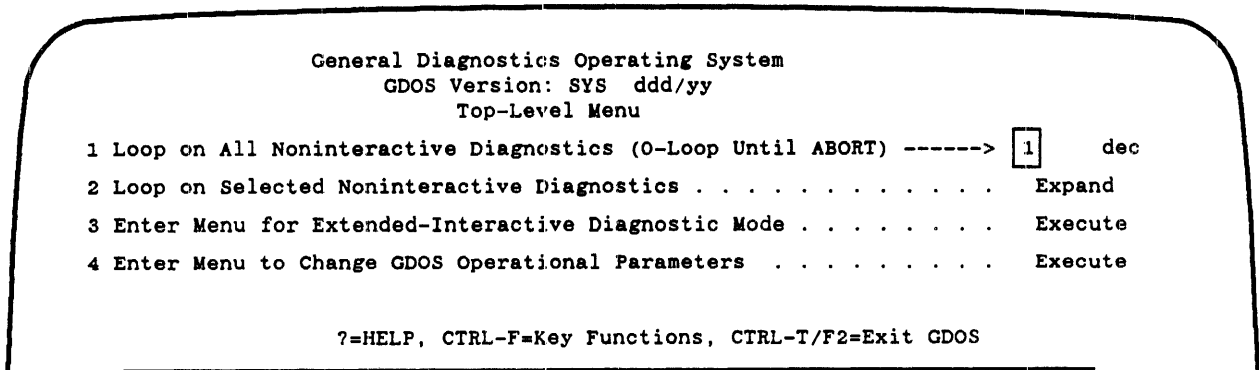 General Diagnostics Operating System
GDOS Version: SYS ddd/yy
Top-Level Menu
1 Loop on All Noninteractive Diagnostics (0-Loop Until ABORT) ------> 1 dec
2 Loop on Selected Noninteractive Diagnostics . . . . . . . . . . . . . Expand
3 Enter Menu for Extended-Interactive Diagnostic Mode . . . . . . . . Execute
4 Enter Menu to Change GDOS Operational Parameters . . . . . . . . . Execute
?=HELP, CTRL-F=Key Functions, CTRL-T/F2=Exit GDOS